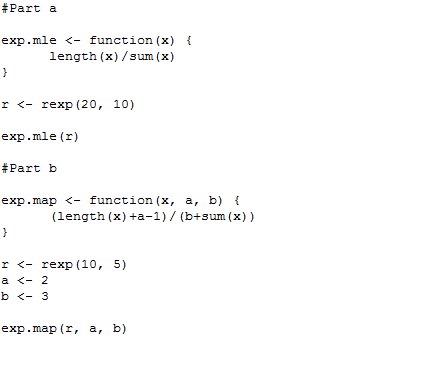 #Part a
exp.mle <- function(x) {
length(x)/sum(x)
}
r <- rexp(20, 10)
exp.mle(r)
#Part b
exp.map <- function(x, a, b) {
(length(x)+a-1)/(b+sum(x))
}
r <- rexp(10, 5)
a <- 2
b <- 3
exp.map(r, a, b)